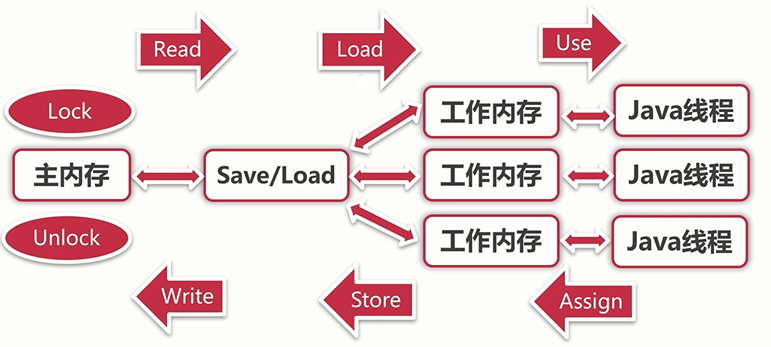 Read
Load
Use
Lock
工作内存
Java线程
主内存
Save/Load
工作内存
Java线程
Unlock
工作内存
Java线程
Write
Store
Assign